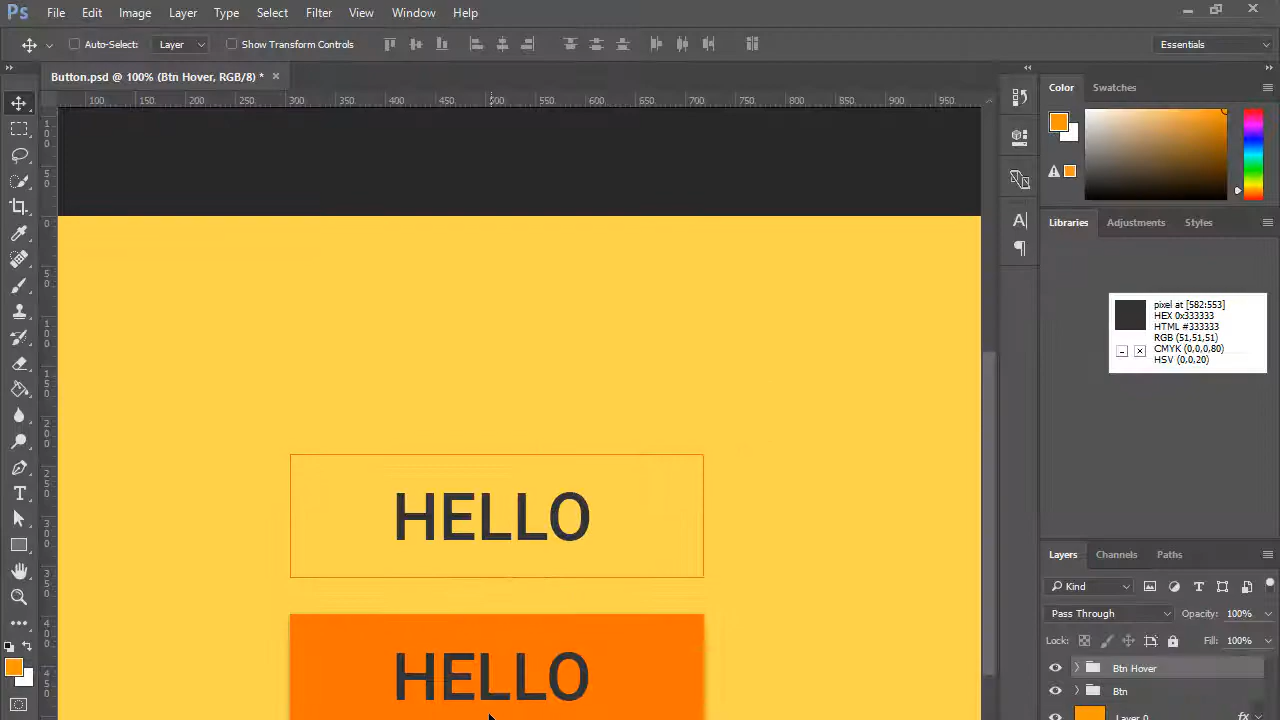 Ps File Edit Image Layer Type Select Filter View Window Help
Auto-Select: Layer Show Transform Controls Essentials
Button.psd @ 100% (Btn Hover, RGB/8) * ×
100 150 200 250 300 350 400 450 500 550 600 650 700 750 800 850 900 950
Color Swatches
Libraries Adjustments Styles
pixel at [582:553]
HEX 0x333333
HTML #333333
RGB (51,51,51)
CMYK (0,0,0,80)
HSV (0,0,20)
HELLO
HELLO
Layers Channels Paths
Kind
Pass Through Opacity: 100%
Lock: Fill: 100%
Btn Hover
Btn
Layer 0 fx